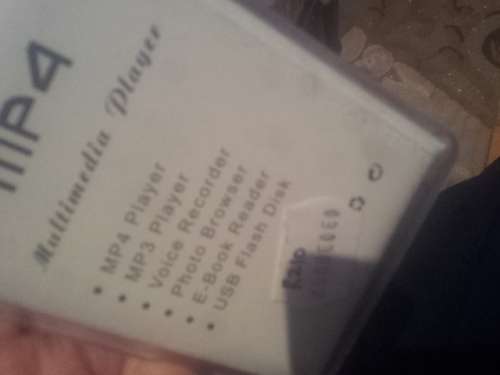 MP4
Multimedia Player
• MP4 Player
• MP3 Player
• Voice Recorder
• Photo Browser
• E-Book Reader
• USB Flash Disk